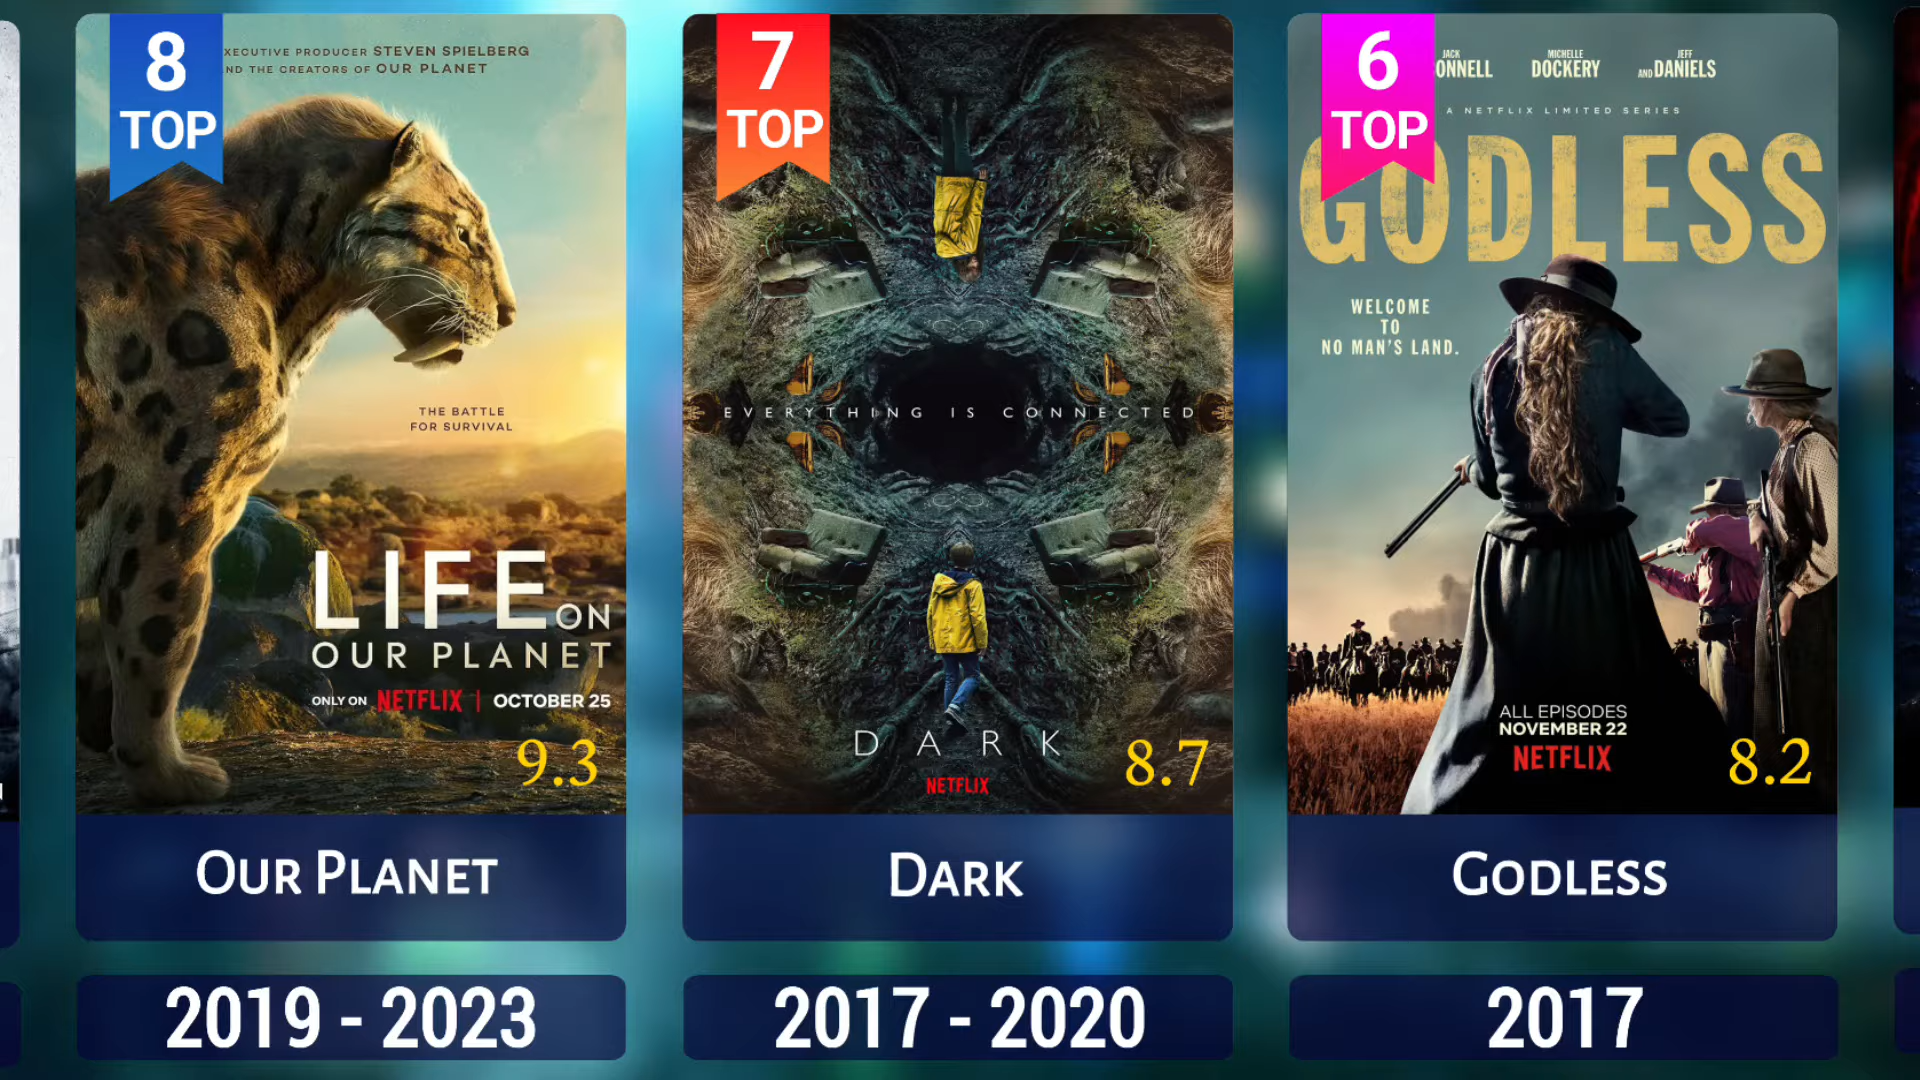 8
TOP
XECUTIVE PRODUCER STEVEN SPIELBERG
ND THE CREATORS OF OUR PLANET
THE BATTLE
FOR SURVIVAL
LIFE ON
OUR PLANET
ONLY ON NETFLIX | OCTOBER 25
9.3
OUR PLANET
2019 - 2023
7
TOP
EVERYTHING IS CONNECTED
DARK
NETFLIX
8.7
DARK
2017 - 2020
6
TOP
JACK
ONNELL
MICHELLE
DOCKERY
JEFF
AND DANIELS
A NETFLIX LIMITED SERIES
GODLESS
WELCOME
TO
NO MAN'S LAND.
ALL EPISODES
NOVEMBER 22
NETFLIX
8.2
GODLESS
2017